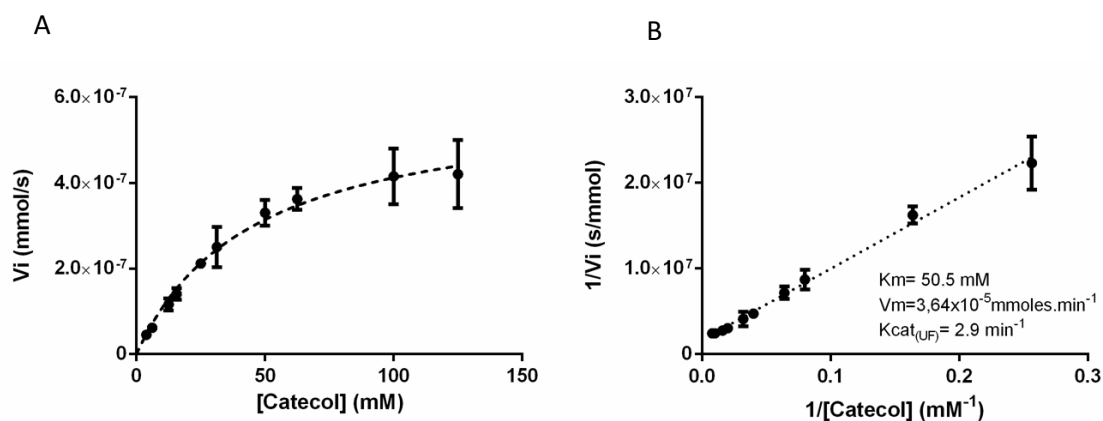 A
B
6.0×10⁻⁷
4.0×10⁻⁷
2.0×10⁻⁷
0
Vi (mmol/s)
0
50
100
150
[Catecol] (mM)
3.0×10⁷
2.0×10⁷
1.0×10⁷
0
1/Vi (s/mmol)
Km= 50.5 mM
Vm=3,64x10⁻⁵mmoles.min⁻¹
Kcat(UF)= 2.9 min⁻¹
0.0
0.1
0.2
0.3
1/[Catecol] (mM⁻¹)